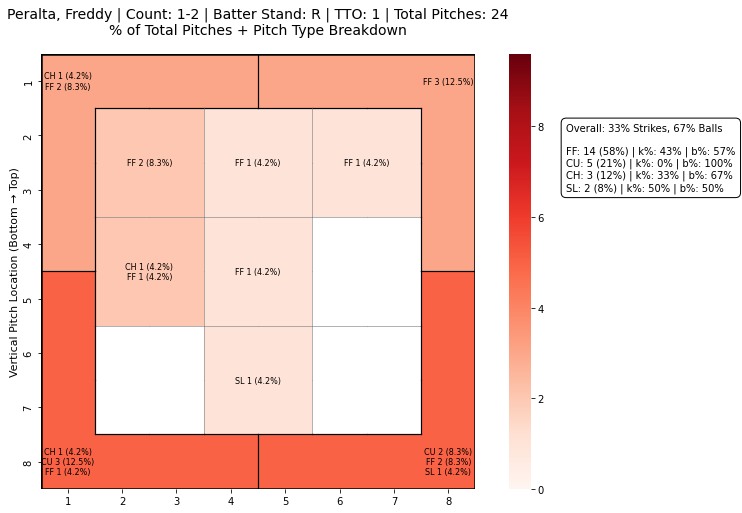 Peralta, Freddy | Count: 1-2 | Batter Stand: R | TTO: 1 | Total Pitches: 24
% of Total Pitches + Pitch Type Breakdown
Vertical Pitch Location (Bottom → Top)
1
2
3
4
5
6
7
8
CH 1 (4.2%)
FF 2 (8.3%)
FF 3 (12.5%)
FF 2 (8.3%)
FF 1 (4.2%)
FF 1 (4.2%)
CH 1 (4.2%)
FF 1 (4.2%)
FF 1 (4.2%)
SL 1 (4.2%)
CH 1 (4.2%)
CU 3 (12.5%)
FF 1 (4.2%)
CU 2 (8.3%)
FF 2 (8.3%)
SL 1 (4.2%)
1
2
3
4
5
6
7
8
8
6
4
2
0
Overall: 33% Strikes, 67% Balls
FF: 14 (58%) | k%: 43% | b%: 57%
CU: 5 (21%) | k%: 0% | b%: 100%
CH: 3 (12%) | k%: 33% | b%: 67%
SL: 2 (8%) | k%: 50% | b%: 50%